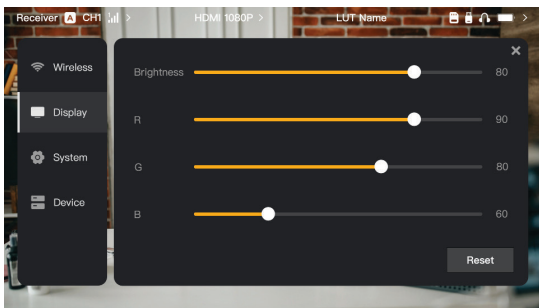 Receiver A CH1 >
HDMI 1080P >
LUT Name
>
Wireless
Display
System
Device
×
Brightness 80
R 90
G 80
B 60
Reset